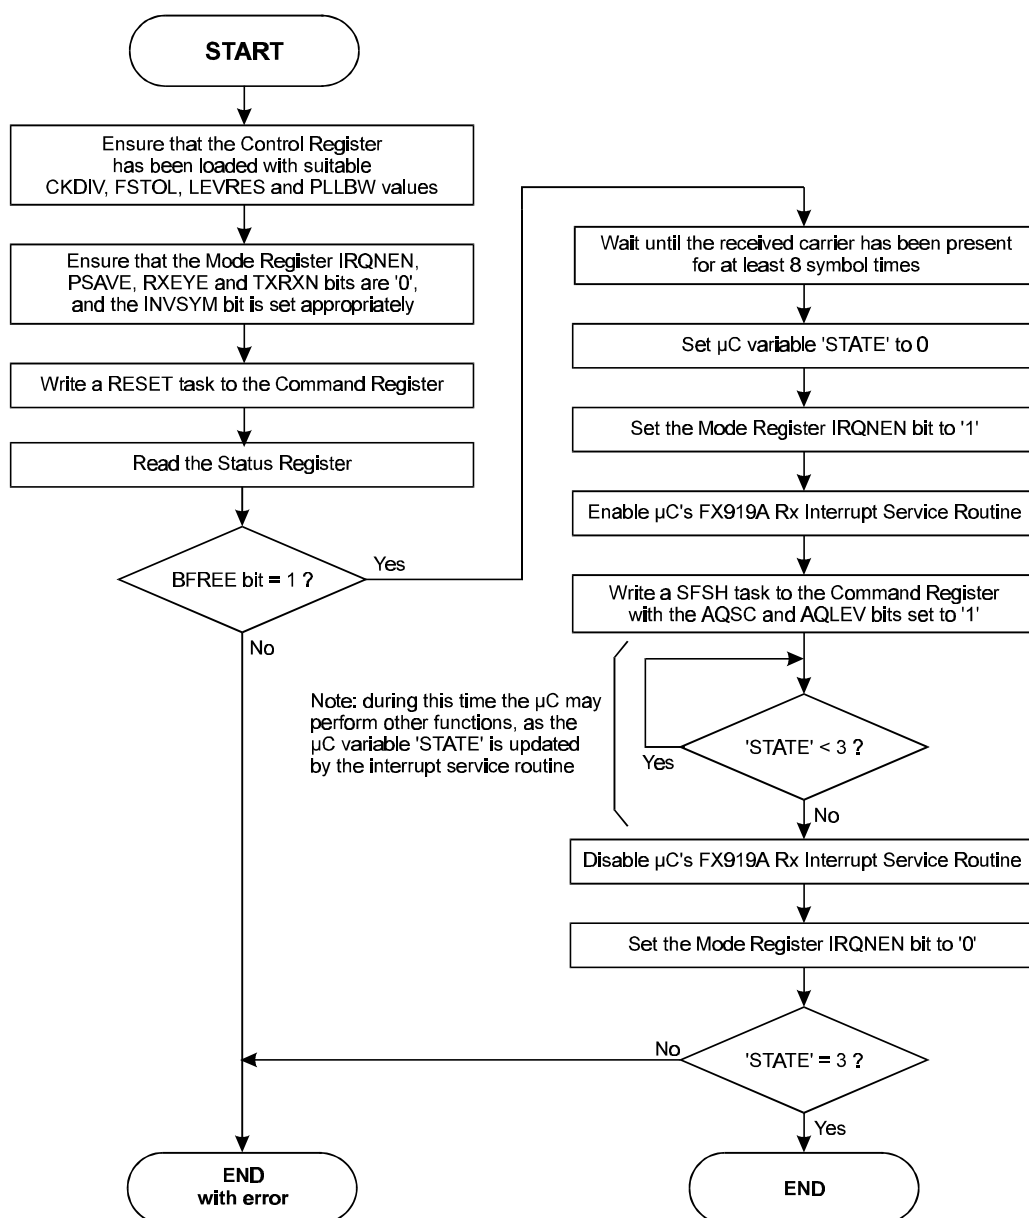 START
Ensure that the Control Register
has been loaded with suitable
CKDIV, FSTOL, LEVRES and PLLBW values
Ensure that the Mode Register IRQNEN,
PSAVE, RXEYE and TXRXN bits are '0',
and the INVSYM bit is set appropriately
Write a RESET task to the Command Register
Read the Status Register
BFREE bit = 1 ?
Yes
No
Wait until the received carrier has been present
for at least 8 symbol times
Set µC variable 'STATE' to 0
Set the Mode Register IRQNEN bit to '1'
Enable µC's FX919A Rx Interrupt Service Routine
Write a SFSH task to the Command Register
with the AQSC and AQLEV bits set to '1'
Note: during this time the µC may
perform other functions, as the
µC variable 'STATE' is updated
by the interrupt service routine
'STATE' < 3 ?
Yes
No
Disable µC's FX919A Rx Interrupt Service Routine
Set the Mode Register IRQNEN bit to '0'
'STATE' = 3 ?
No
Yes
END
with error
END